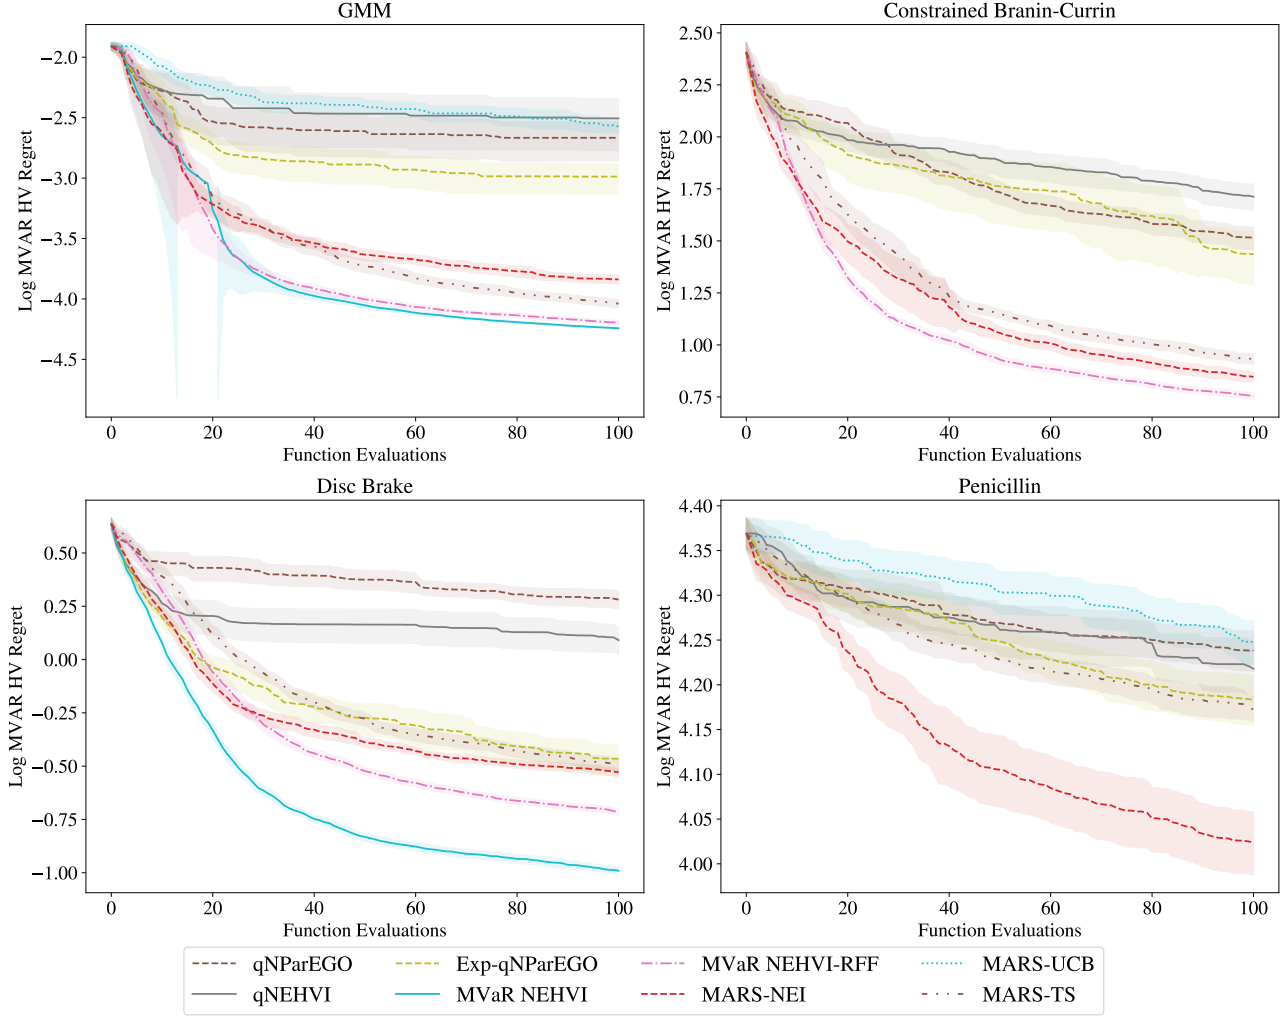 GMM
Log MVAR HV Regret
−2.0
−2.5
−3.0
−3.5
−4.0
−4.5
0 20 40 60 80 100
Function Evaluations
Constrained Branin-Currin
Log MVAR HV Regret
2.50
2.25
2.00
1.75
1.50
1.25
1.00
0.75
0 20 40 60 80 100
Function Evaluations
Disc Brake
Log MVAR HV Regret
0.50
0.25
0.00
−0.25
−0.50
−0.75
−1.00
0 20 40 60 80 100
Function Evaluations
Penicillin
Log MVAR HV Regret
4.40
4.35
4.30
4.25
4.20
4.15
4.10
4.05
4.00
0 20 40 60 80 100
Function Evaluations
qNParEGO Exp-qNParEGO MVaR NEHVI-RFF MARS-UCB
qNEHVI MVaR NEHVI MARS-NEI MARS-TS